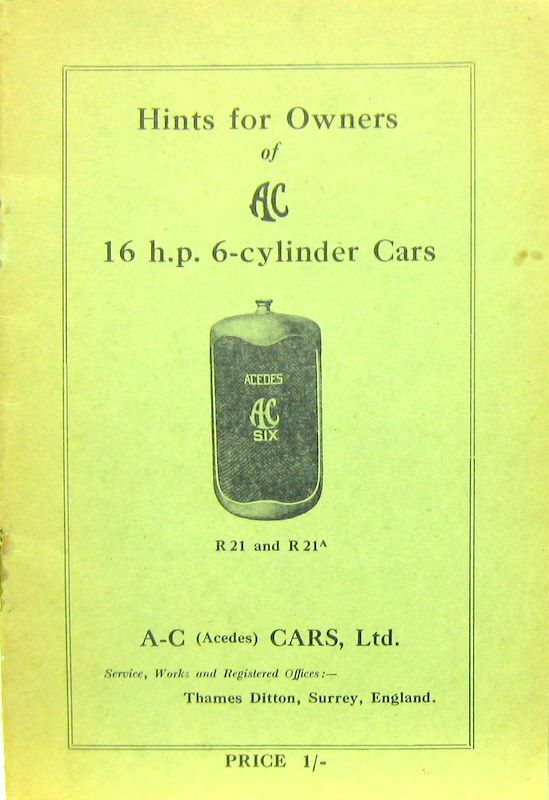 Hints for Owners
of
AC
16 h.p. 6-cylinder Cars
ACEDES
AC
SIX
R 21 and R 21ᴬ
A-C (Acedes) CARS, Ltd.
Service, Works and Registered Offices:—
Thames Ditton, Surrey, England.
PRICE 1/-